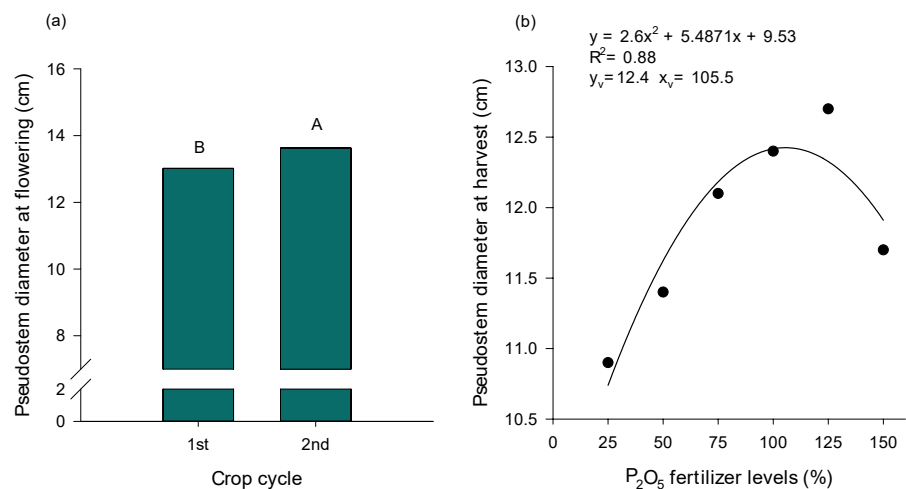 (a)
16
14
12
10
8
2
0
Pseudostem diameter at flowering (cm)
B
A
1st
2nd
Crop cycle
(b)
y = 2.6x² + 5.4871x + 9.53
R²= 0.88
yᵥ=12.4 xᵥ= 105.5
13.0
12.5
12.0
11.5
11.0
10.5
Pseudostem diameter at harvest (cm)
0 25 50 75 100 125 150
P₂O₅ fertilizer levels (%)